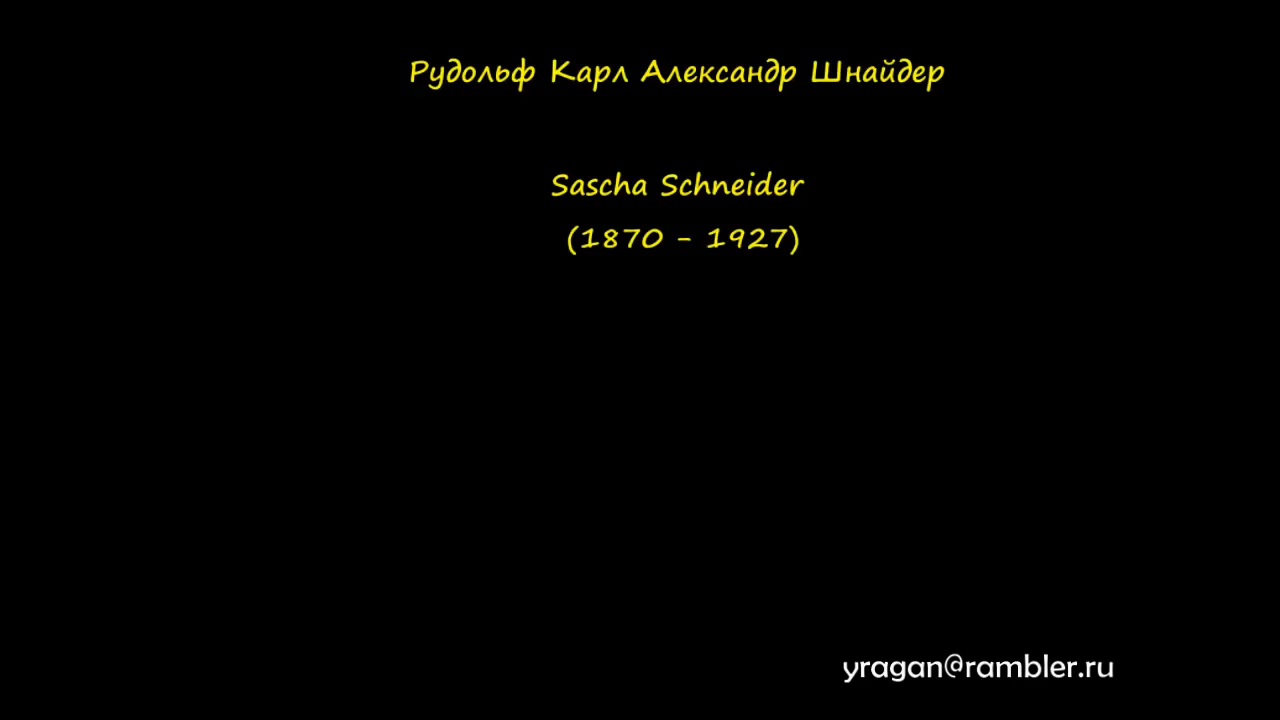 Рудольф Карл Александр Шнайдер
Sascha Schneider
(1870 - 1927)
yragan@rambler.ru